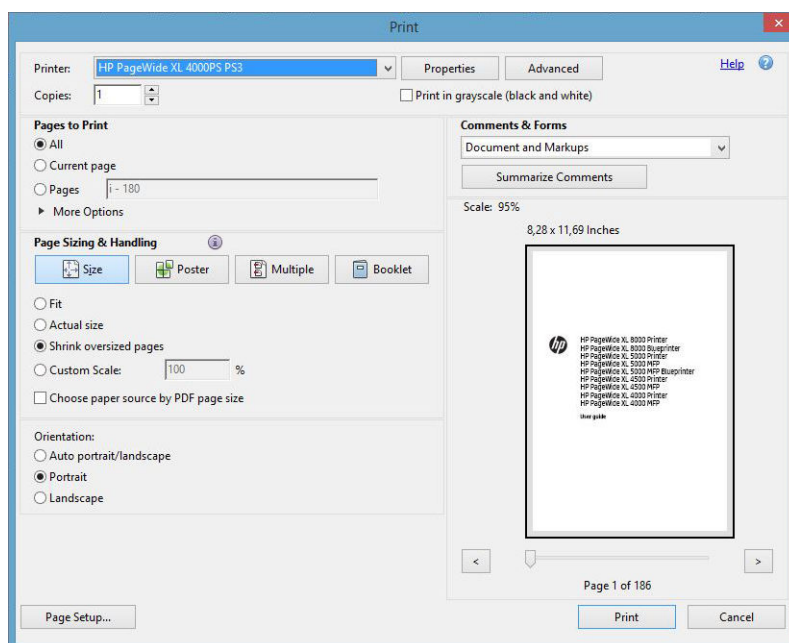 Print
Printer: HP PageWide XL 4000PS PS3 Properties Advanced Help
Copies: 1 Print in grayscale (black and white)
Pages to Print
All
Current page
Pages i - 180
More Options
Comments & Forms
Document and Markups
Summarize Comments
Page Sizing & Handling
Size Poster Multiple Booklet
Fit
Actual size
Shrink oversized pages
Custom Scale: 100 %
Choose paper source by PDF page size
Orientation:
Auto portrait/landscape
Portrait
Landscape
Scale: 95%
8,28 x 11,69 Inches
hp
HP PageWide XL 8000 Printer
HP PageWide XL 8000 Blueprinter
HP PageWide XL 5000 Printer
HP PageWide XL 5000 MFP
HP PageWide XL 5000 MFP Blueprinter
HP PageWide XL 4500 Printer
HP PageWide XL 4500 MFP
HP PageWide XL 4000 Printer
HP PageWide XL 4000 MFP
User guide
< >
Page 1 of 186
Page Setup... Print Cancel